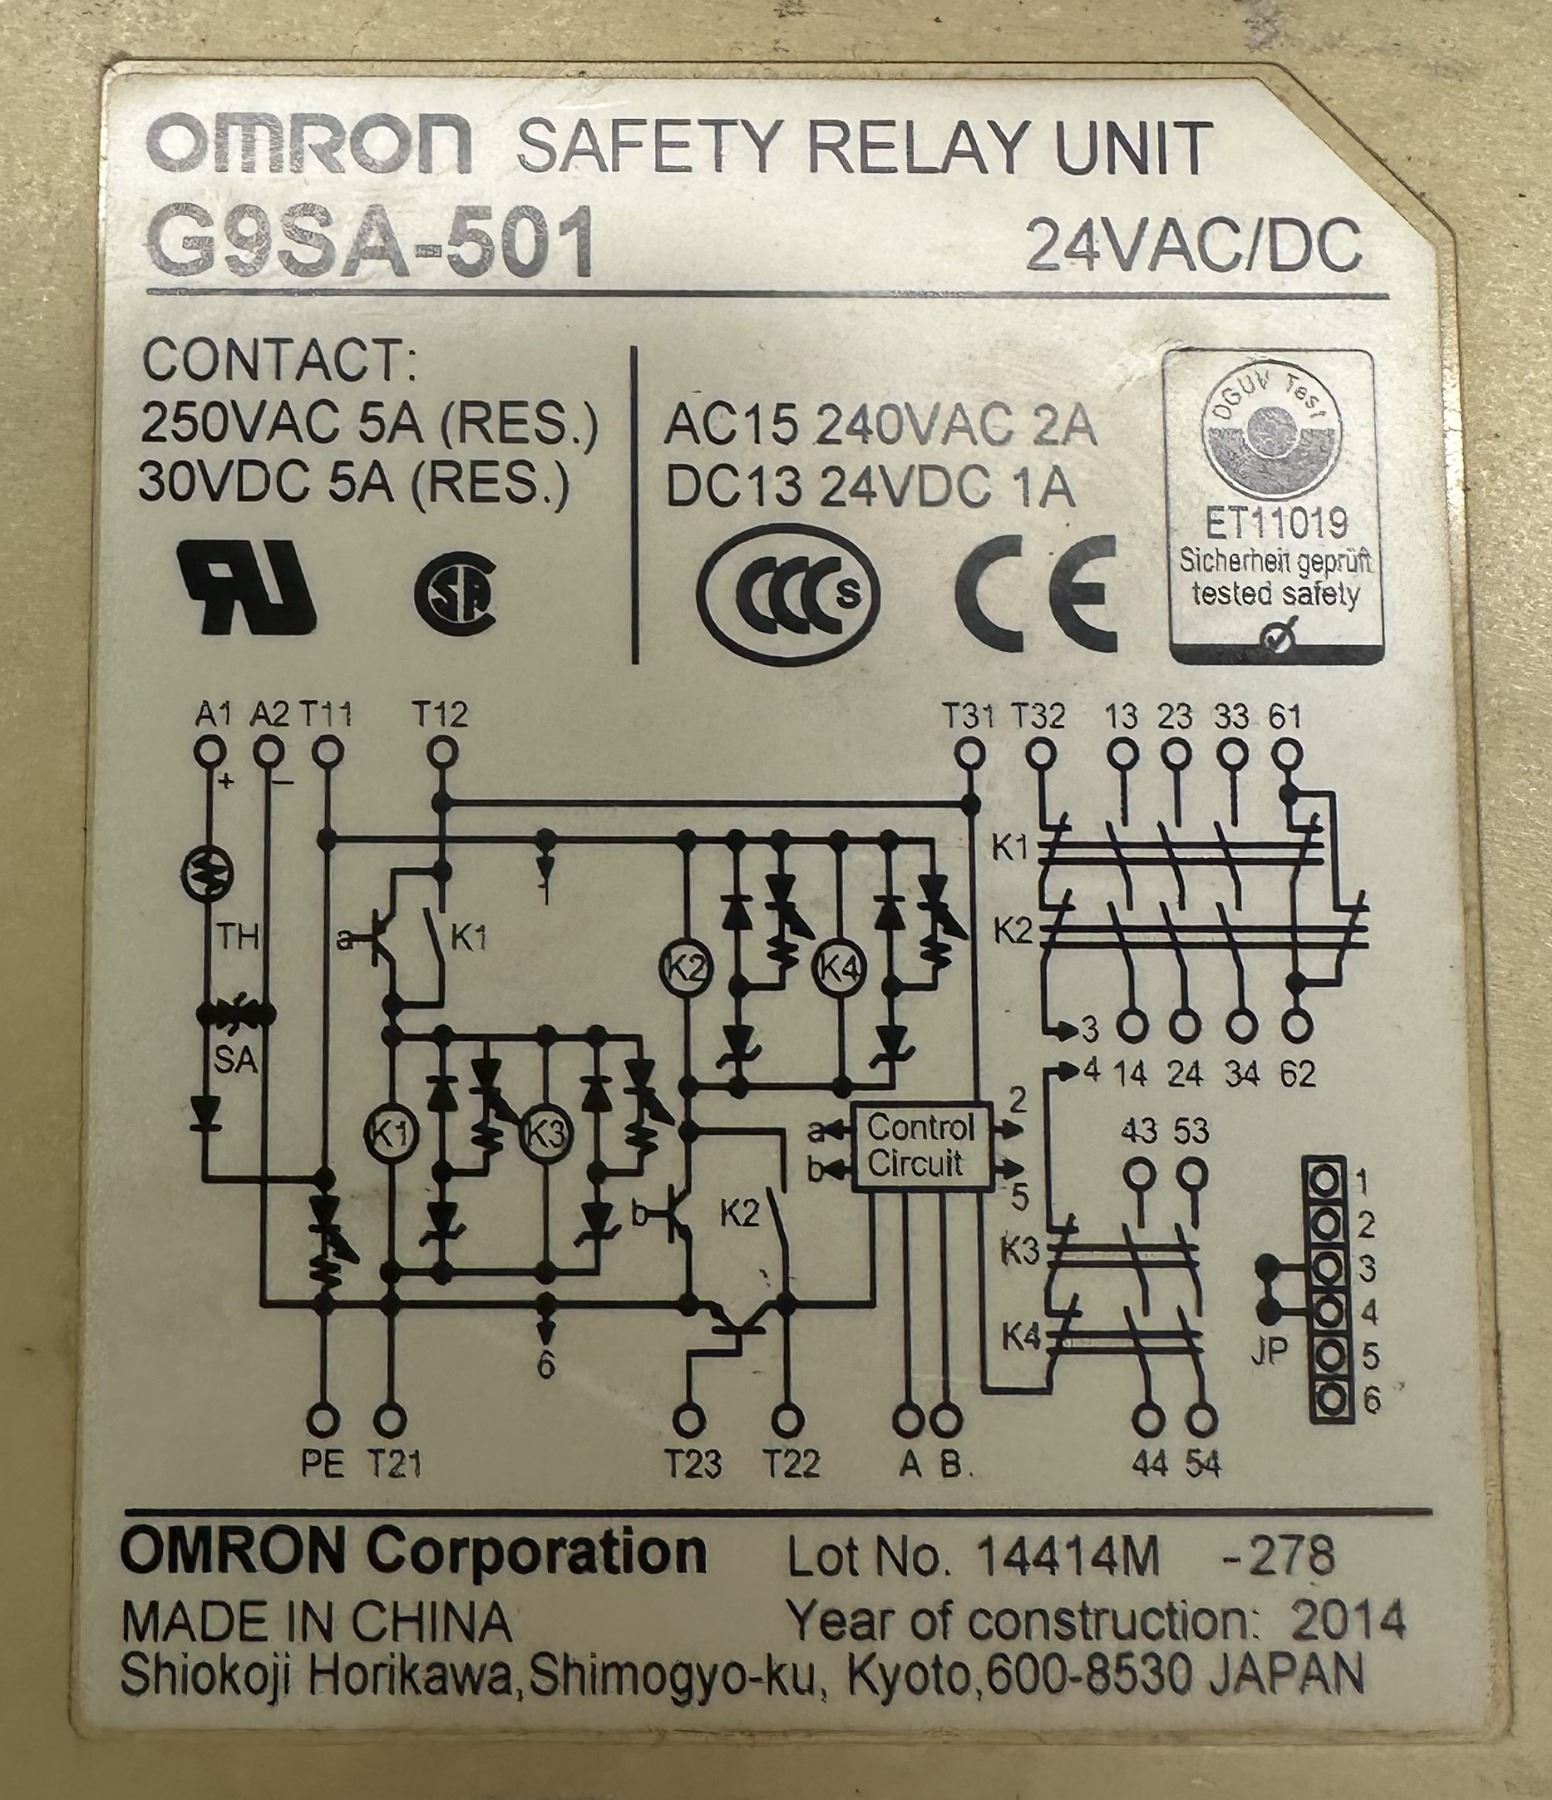 OMRON SAFETY RELAY UNIT
G9SA-501 24VAC/DC
CONTACT:
250VAC 5A (RES.) AC15 240VAC 2A
30VDC 5A (RES.) DC13 24VDC 1A
DGUV Test
ET11019
Sicherheit geprüft
tested safety
RU SA CCC S CE
A1 A2 T11 T12 T31 T32 13 23 33 61
+ −
K1
a K1 K2
TH K2 K4
SA 3
4 14 24 34 62
K1 K3 a Control 2 43 53
b Circuit 5
b K2 K3 1
2
3
4
K4 JP 5
6 6
PE T21 T23 T22 A B. 44 54
OMRON Corporation Lot No. 14414M -278
MADE IN CHINA Year of construction: 2014
Shiokoji Horikawa,Shimogyo-ku, Kyoto,600-8530 JAPAN